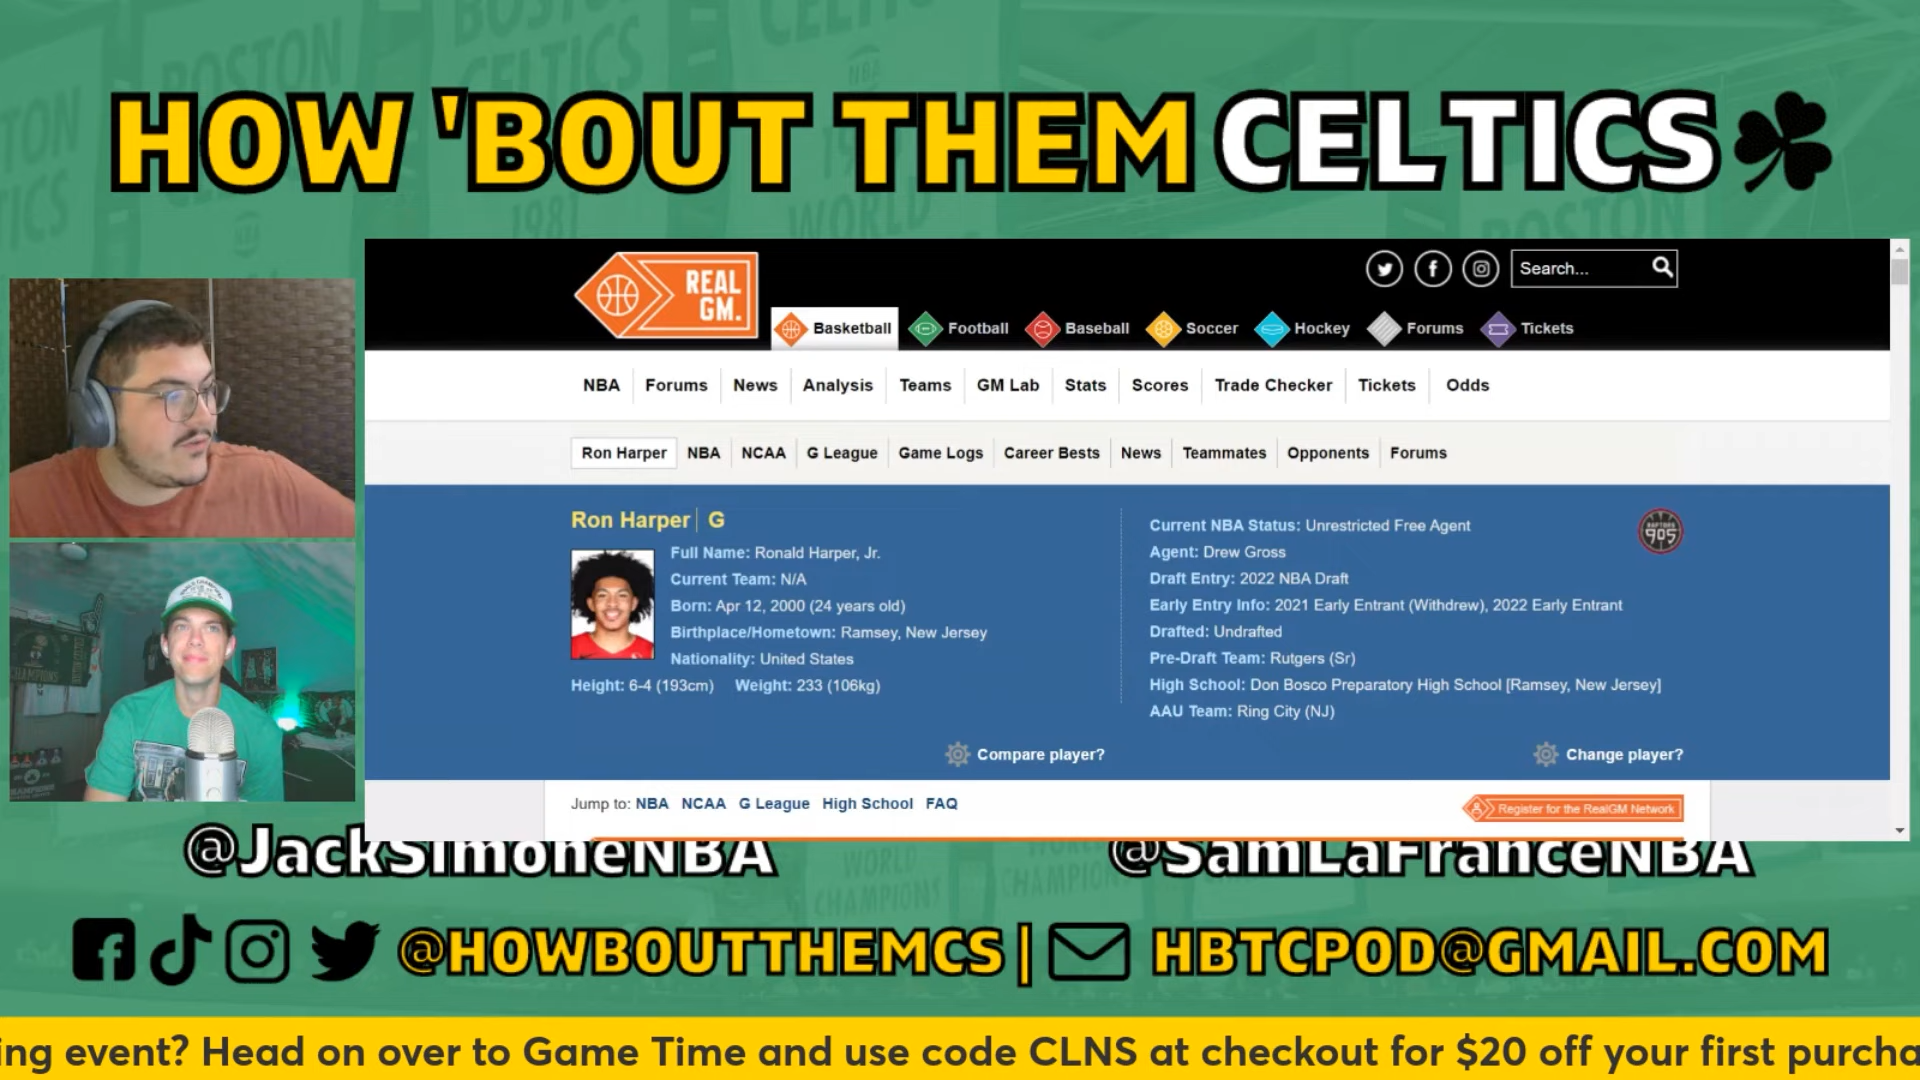 HOW 'BOUT THEM CELTICS
REAL
GM.
Search...
Basketball
Football
Baseball
Soccer
Hockey
Forums
Tickets
NBA
Forums
News
Analysis
Teams
GM Lab
Stats
Scores
Trade Checker
Tickets
Odds
Ron Harper
NBA
NCAA
G League
Game Logs
Career Bests
News
Teammates
Opponents
Forums
Ron Harper | G
Full Name: Ronald Harper, Jr.
Current Team: N/A
Born: Apr 12, 2000 (24 years old)
Birthplace/Hometown: Ramsey, New Jersey
Nationality: United States
Height: 6-4 (193cm) Weight: 233 (106kg)
Current NBA Status: Unrestricted Free Agent
Agent: Drew Gross
Draft Entry: 2022 NBA Draft
Early Entry Info: 2021 Early Entrant (Withdrew), 2022 Early Entrant
Drafted: Undrafted
Pre-Draft Team: Rutgers (Sr)
High School: Don Bosco Preparatory High School [Ramsey, New Jersey]
AAU Team: Ring City (NJ)
RAPTORS
905
Compare player?
Change player?
Jump to: NBA NCAA G League High School FAQ
Register for the RealGM Network
@JackSimoneNBA
@SamLaFranceNBA
@HOWBOUTTHEMCS | HBTCPOD@GMAIL.COM
ing event? Head on over to Game Time and use code CLNS at checkout for $20 off your first purcha